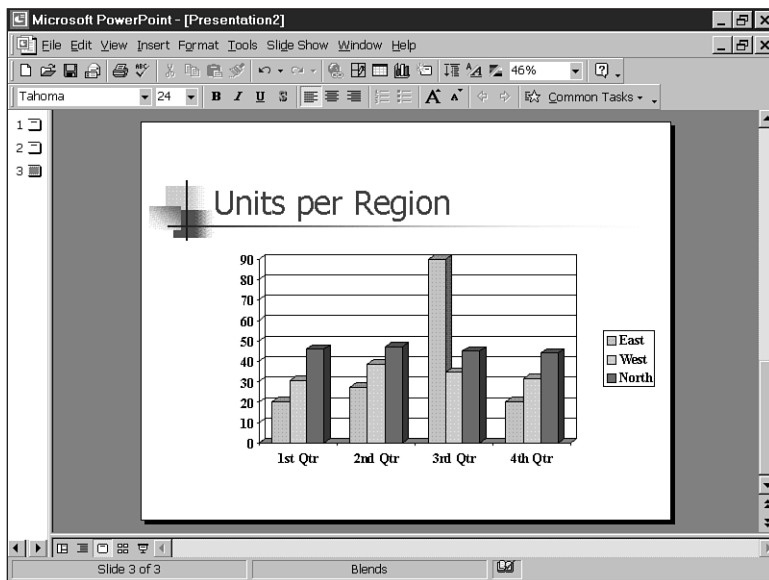 Microsoft PowerPoint - [Presentation2]
File Edit View Insert Format Tools Slide Show Window Help
46%
Tahoma 24 B I U S A A Common Tasks
1
2
3
Units per Region
90
80
70
60
50
40
30
20
10
0
1st Qtr 2nd Qtr 3rd Qtr 4th Qtr
East
West
North
Slide 3 of 3 Blends